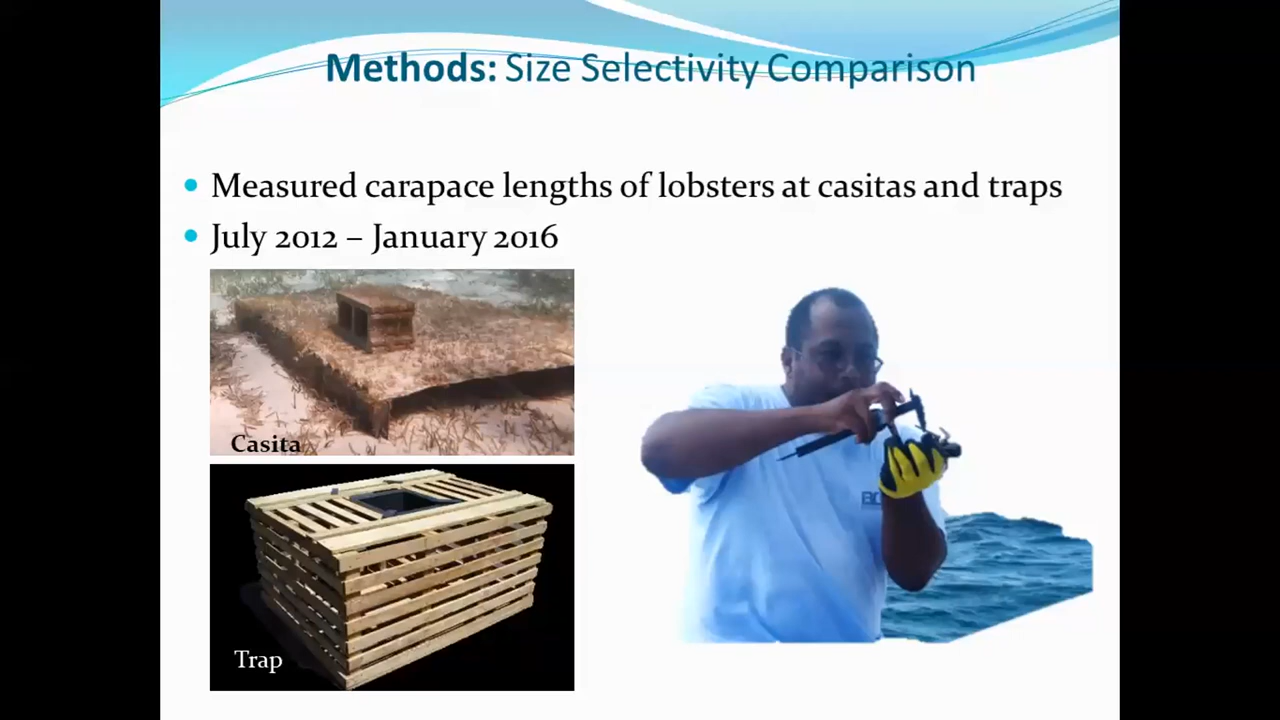 Methods: Size Selectivity Comparison
Measured carapace lengths of lobsters at casitas and traps
July 2012 – January 2016
Casita
Trap